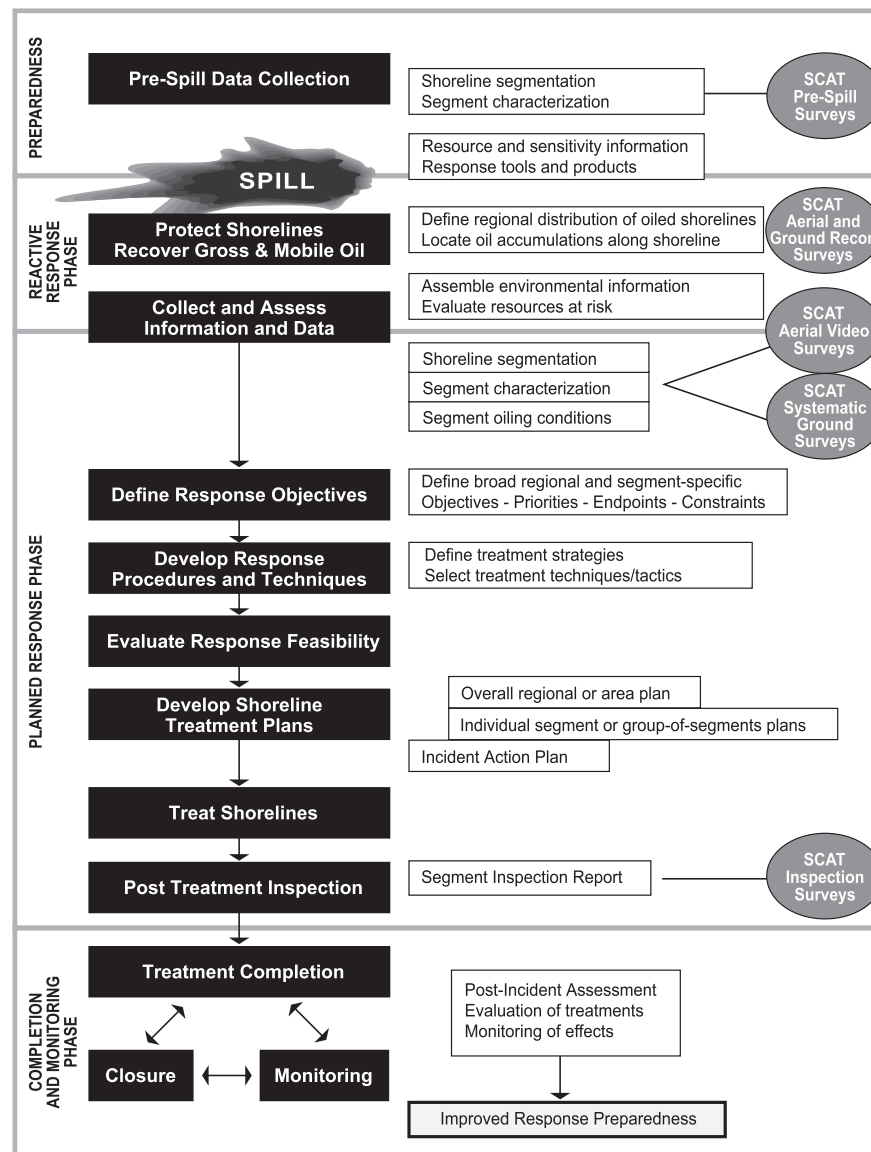 PREPAREDNESS
Pre-Spill Data Collection
Shoreline segmentation
Segment characterization
SCAT
Pre-Spill
Surveys
Resource and sensitivity information
Response tools and products
SPILL
REACTIVE
RESPONSE
PHASE
Protect Shorelines
Recover Gross & Mobile Oil
Define regional distribution of oiled shorelines
Locate oil accumulations along shoreline
SCAT
Aerial and
Ground Recon
Surveys
Collect and Assess
Information and Data
Assemble environmental information
Evaluate resources at risk
SCAT
Aerial Video
Surveys
PLANNED RESPONSE PHASE
Shoreline segmentation
Segment characterization
Segment oiling conditions
SCAT
Systematic
Ground
Surveys
Define Response Objectives
Define broad regional and segment-specific
Objectives - Priorities - Endpoints - Constraints
Develop Response
Procedures and Techniques
Define treatment strategies
Select treatment techniques/tactics
Evaluate Response Feasibility
Develop Shoreline
Treatment Plans
Overall regional or area plan
Individual segment or group-of-segments plans
Incident Action Plan
Treat Shorelines
Post Treatment Inspection
Segment Inspection Report
SCAT
Inspection
Surveys
COMPLETION
AND MONITORING
PHASE
Treatment Completion
Closure
Monitoring
Post-Incident Assessment
Evaluation of treatments
Monitoring of effects
Improved Response Preparedness